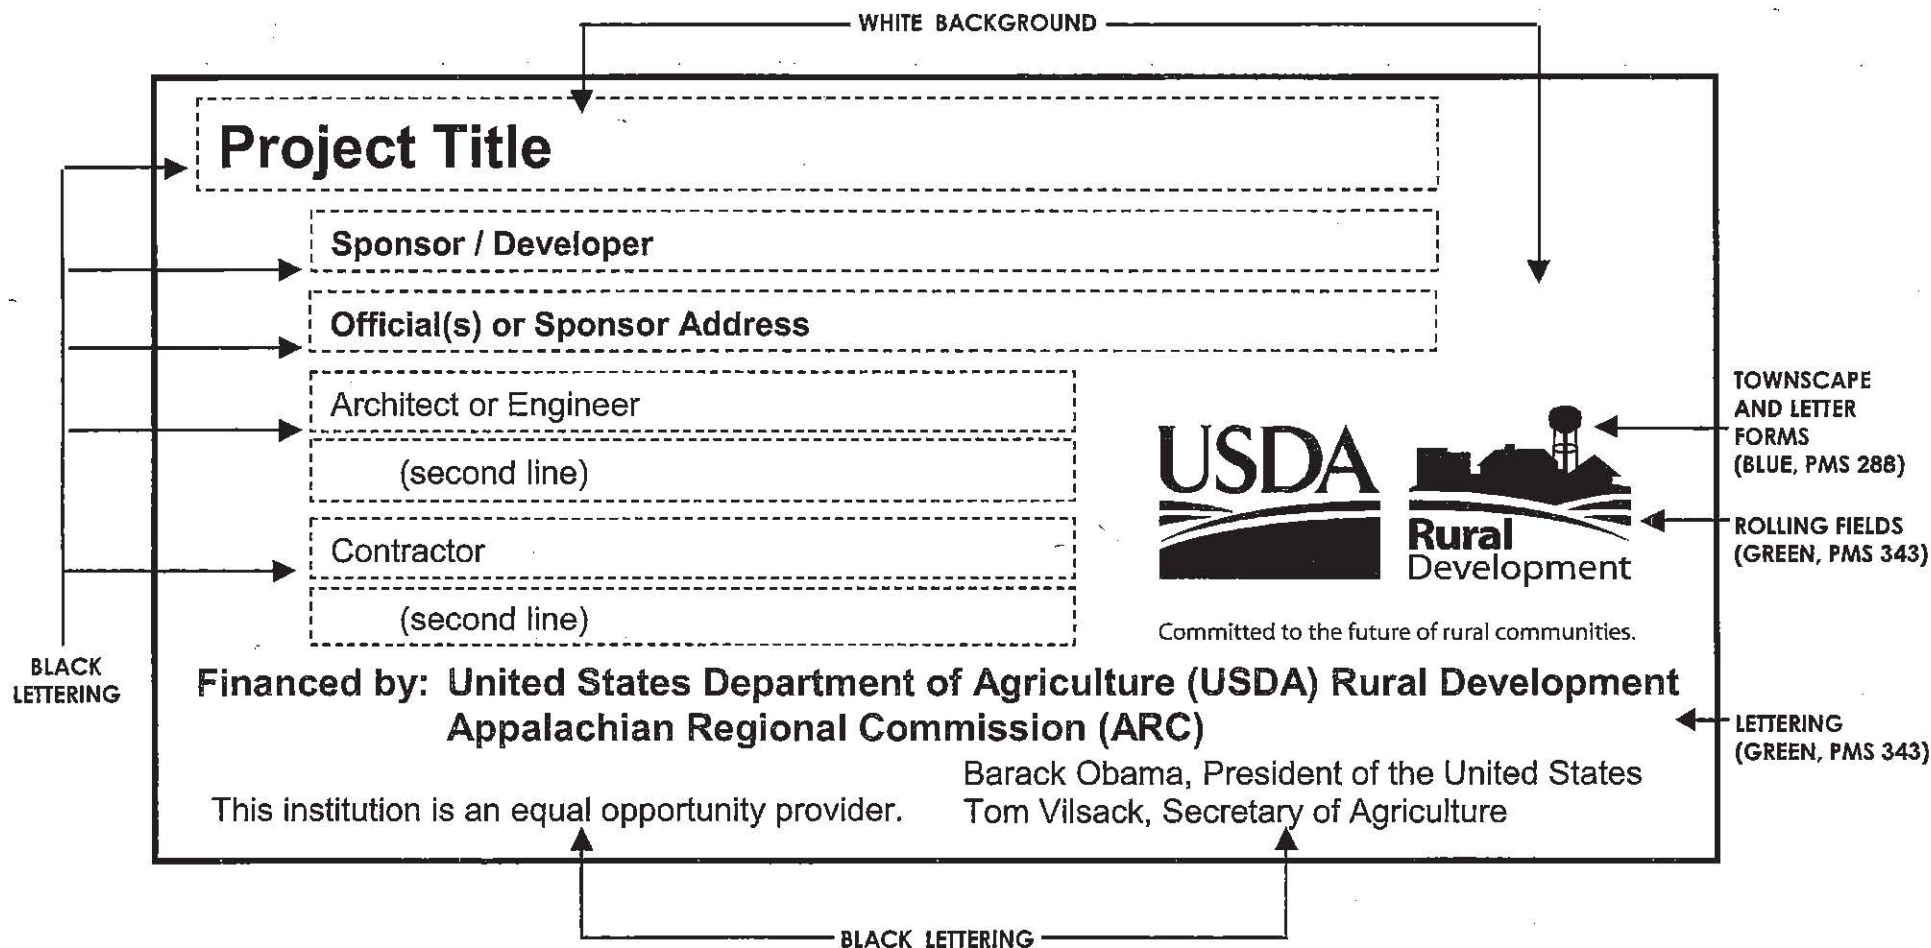 WHITE BACKGROUND
Project Title
Sponsor / Developer
Official(s) or Sponsor Address
Architect or Engineer
(second line)
Contractor
(second line)
USDA
Rural
Development
Committed to the future of rural communities.
TOWNSCAPE
AND LETTER
FORMS
(BLUE, PMS 288)
ROLLING FIELDS
(GREEN, PMS 343)
BLACK
LETTERING
Financed by: United States Department of Agriculture (USDA) Rural Development
Appalachian Regional Commission (ARC)
LETTERING
(GREEN, PMS 343)
Barack Obama, President of the United States
This institution is an equal opportunity provider. Tom Vilsack, Secretary of Agriculture
BLACK LETTERING